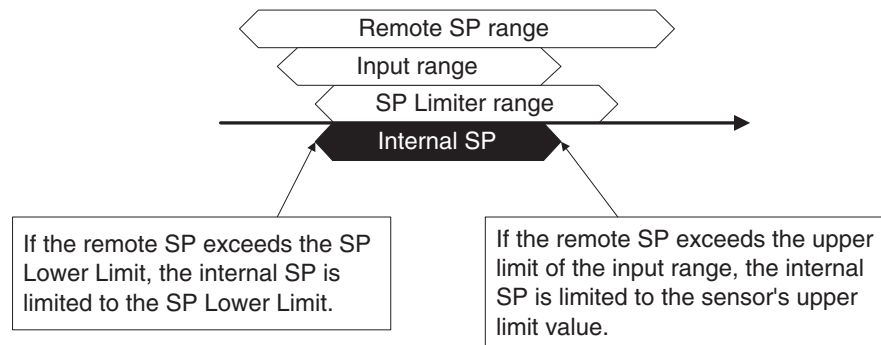 Remote SP range
Input range
SP Limiter range
Internal SP
If the remote SP exceeds the SP
Lower Limit, the internal SP is
limited to the SP Lower Limit.
If the remote SP exceeds the upper
limit of the input range, the internal
SP is limited to the sensor's upper
limit value.